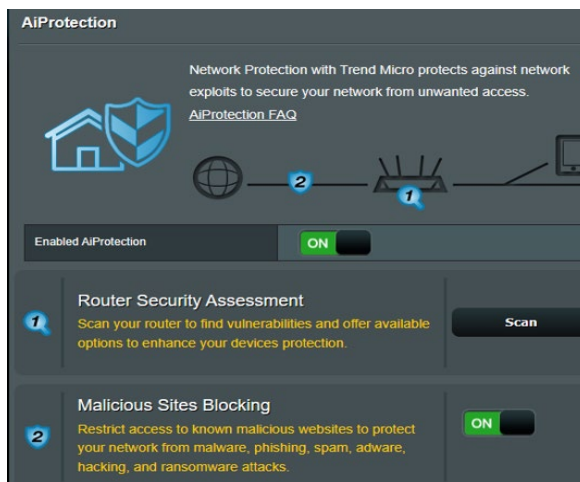 AiProtection
Network Protection with Trend Micro protects against network
exploits to secure your network from unwanted access.
AiProtection FAQ
2
1
Enabled AiProtection
ON
1
Router Security Assessment
Scan your router to find vulnerabilities and offer available
options to enhance your devices protection.
Scan
2
Malicious Sites Blocking
Restrict access to known malicious websites to protect
your network from malware, phishing, spam, adware,
hacking, and ransomware attacks.
ON